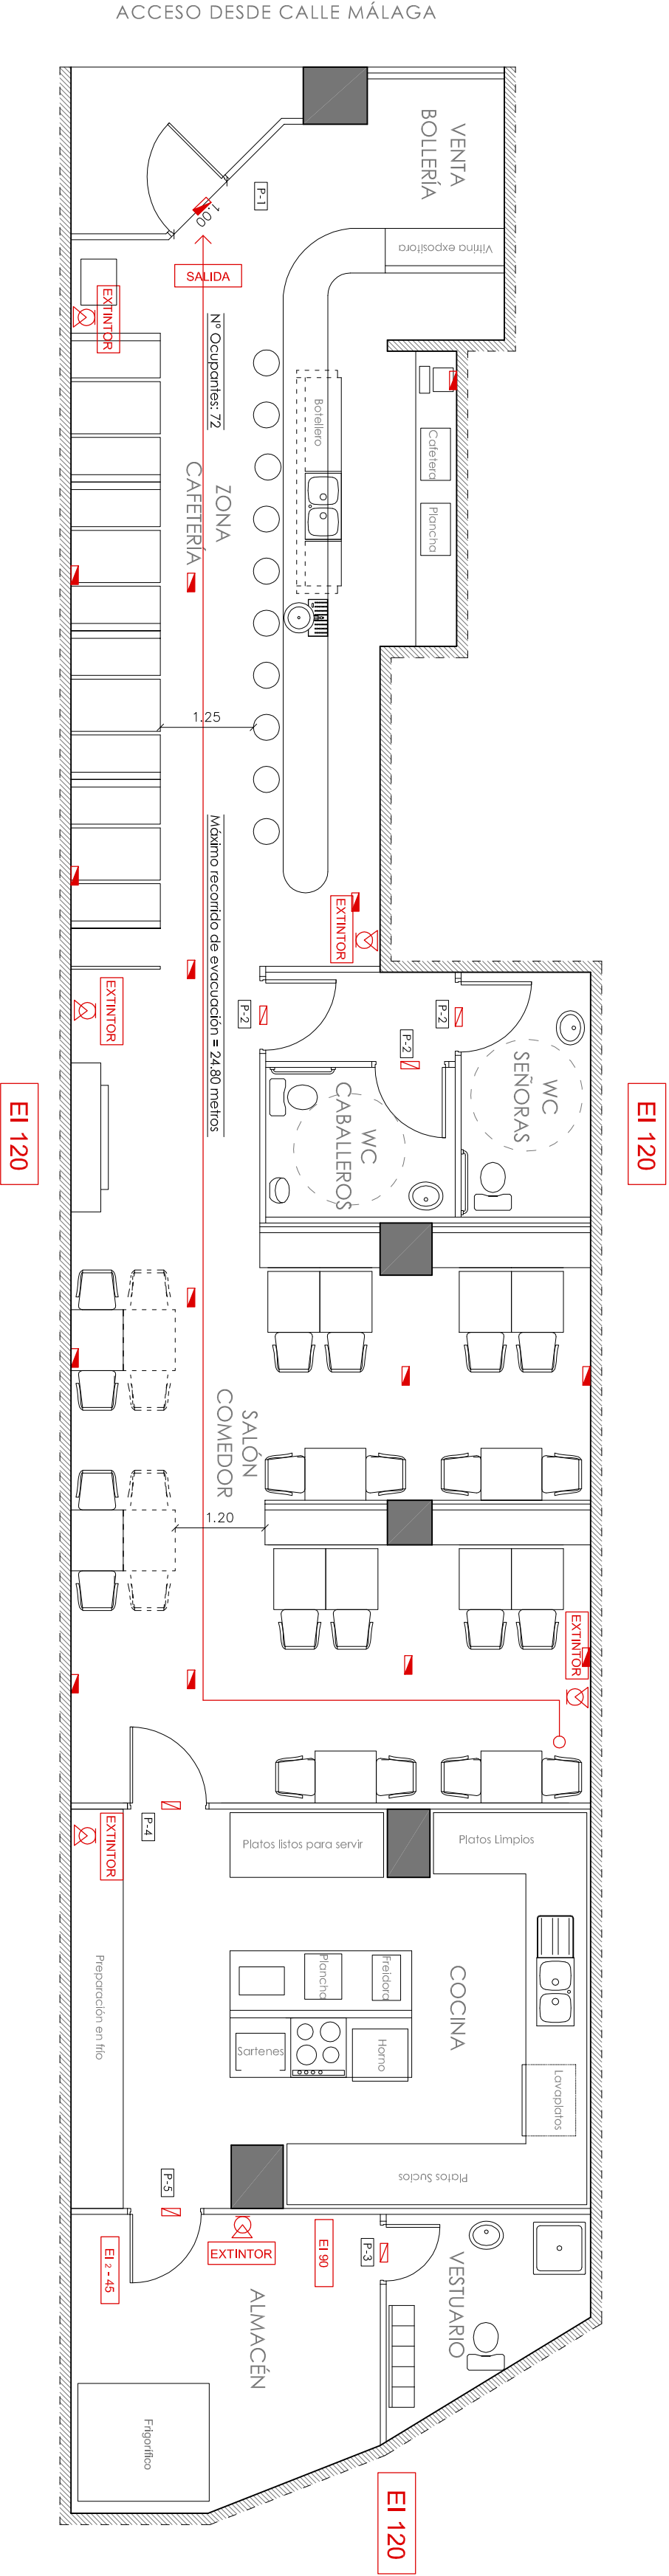 ACCESO DESDE CALLE MÁLAGA
VENTA
BOLLERÍA
P-1
1.00
Vitrina expositora
SALIDA
EXTINTOR
Nº Ocupantes: 72
Botellero
Cafetera
Plancha
ZONA
CAFETERÍA
1.25
Máximo recorrido de evacuación = 24.80 metros
EXTINTOR
EXTINTOR
P-2
P-2
P-2
WC
SEÑORAS
WC
CABALLEROS
EI 120
EI 120
SALÓN
COMEDOR
1.20
EXTINTOR
P-4
EXTINTOR
Platos listos para servir
Platos Limpios
Preparación en frío
Plancha
Freidora
COCINA
Sartenes
Horno
Lavaplatos
Platos Sucios
P-5
EI 2 - 45
EXTINTOR
EI 90
P-3
VESTUARIO
ALMACÉN
Frigorífico
EI 120